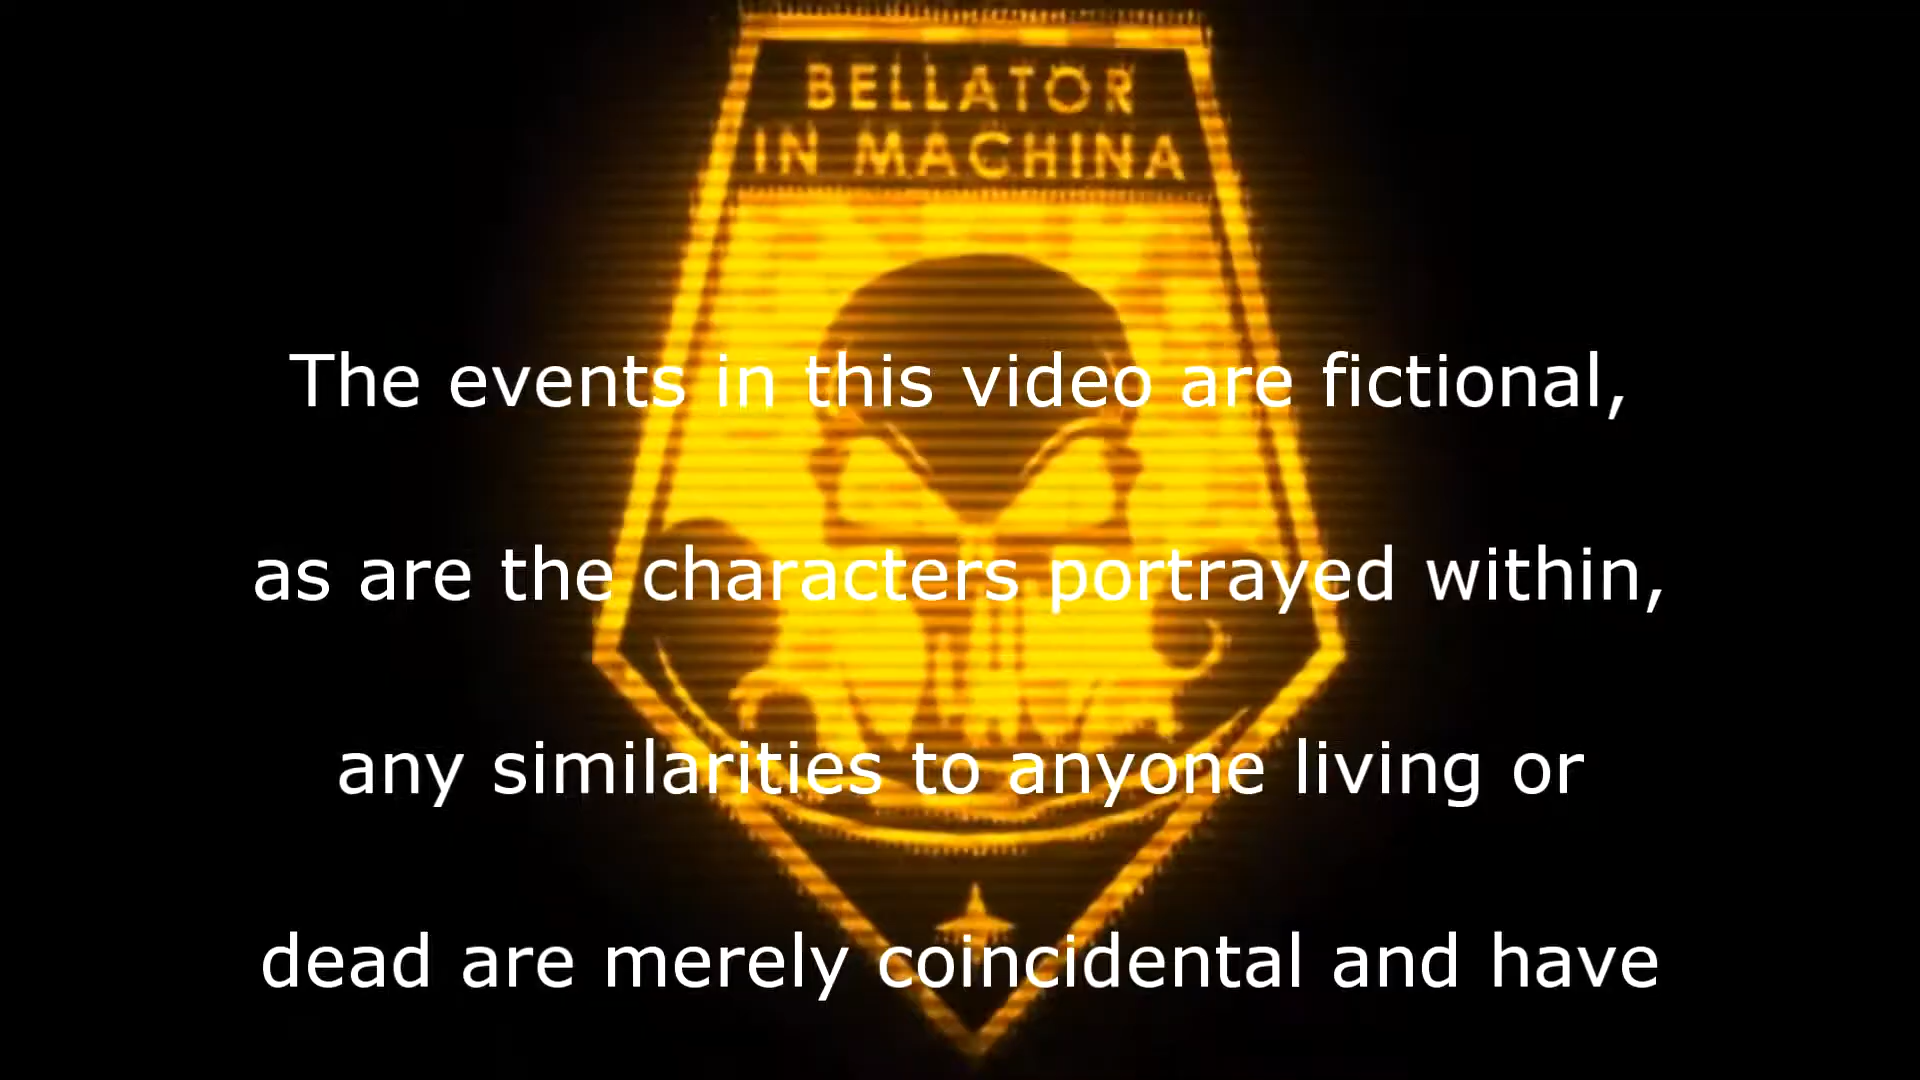 BELLATOR
IN MACHINA
The events in this video are fictional,
as are the characters portrayed within,
any similarities to anyone living or
dead are merely coincidental and have